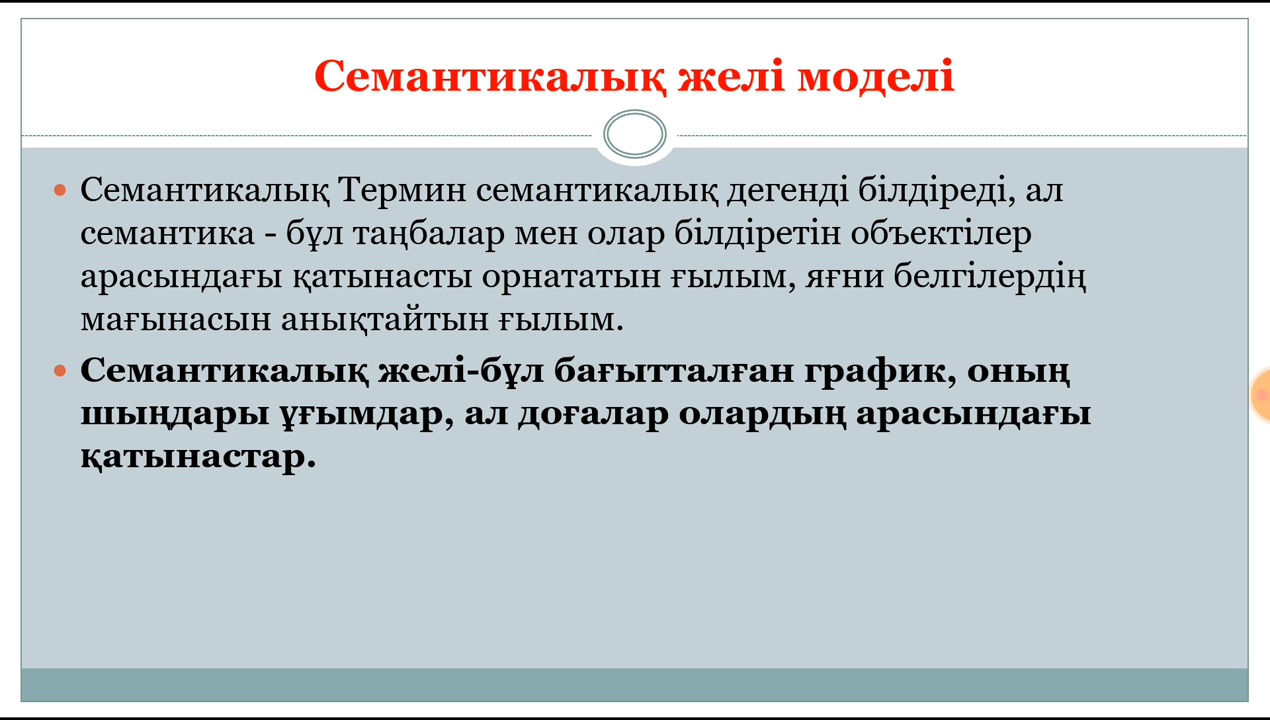 Семантикалық желі моделі
Семантикалық Термин семантикалық дегенді білдіреді, ал
семантика - бұл таңбалар мен олар білдіретін объектілер
арасындағы қатынасты орнататын ғылым, яғни белгілердің
мағынасын анықтайтын ғылым.
Семантикалық желі-бұл бағытталған график, оның
шыңдары ұғымдар, ал доғалар олардың арасындағы
қатынастар.